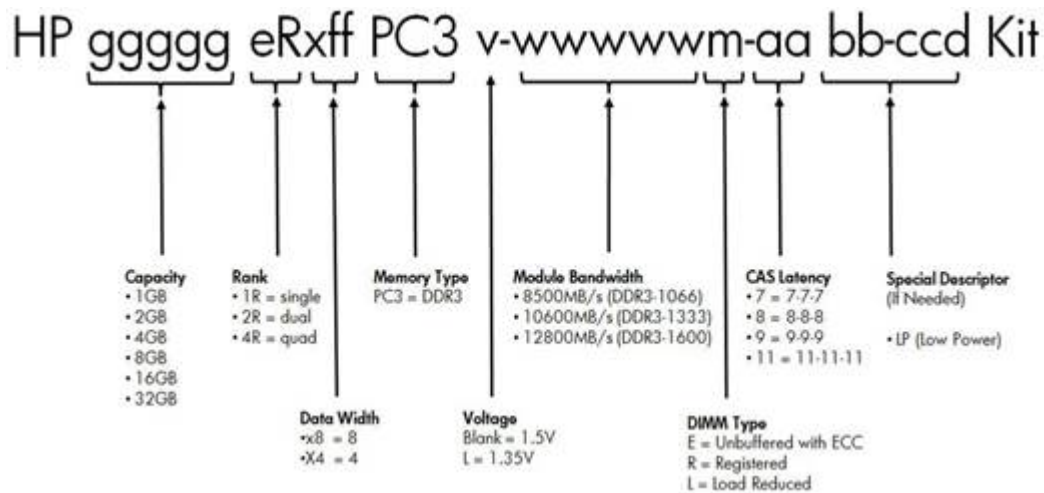 HP ggggg eRxff PC3 v-wwwwwm-aa bb-ccd Kit
Capacity
• 1GB
• 2GB
• 4GB
• 8GB
• 16GB
• 32GB
Rank
• 1R = single
• 2R = dual
• 4R = quad
Memory Type
PC3 = DDR3
Module Bandwidth
• 8500MB/s (DDR3-1066)
• 10600MB/s (DDR3-1333)
• 12800MB/s (DDR3-1600)
CAS Latency
• 7 = 7-7-7
• 8 = 8-8-8
• 9 = 9-9-9
• 11 = 11-11-11
Special Descriptor
(If Needed)
• LP (Low Power)
Data Width
•x8 = 8
•X4 = 4
Voltage
Blank = 1.5V
L = 1.35V
DIMM Type
E = Unbuffered with ECC
R = Registered
L = Load Reduced